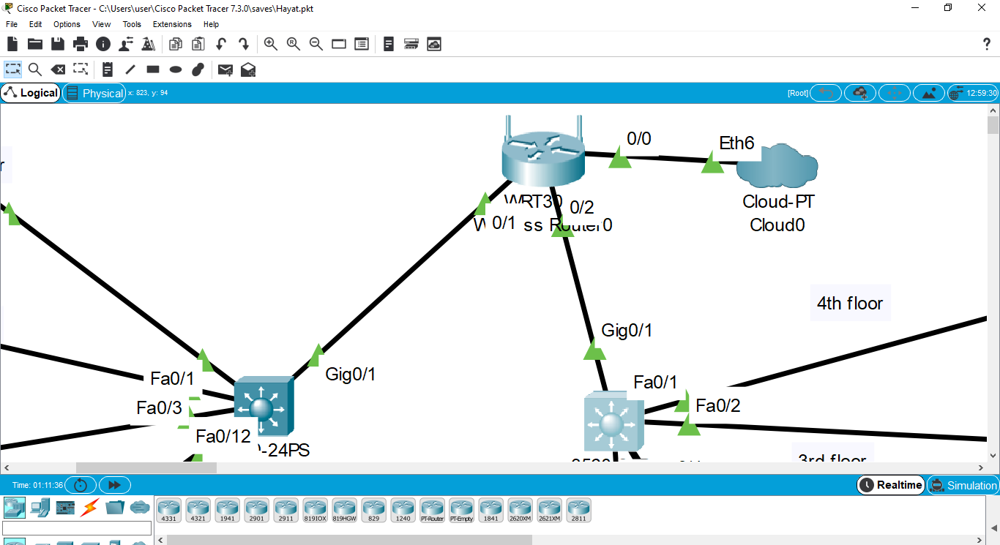 Cisco Packet Tracer - C:\Users\user\Cisco Packet Tracer 7.3.0\saves\Hayat.pkt
File Edit Options View Tools Extensions Help
?
Logical Physical x: 823, y: 94 [Root] 12:59:30
0/0
Eth6
WRT30
0/2
Cloud-PT
0/1 ss Router0
Cloud0
4th floor
Gig0/1
Gig0/1
Fa0/1
Fa0/1
Fa0/3
Fa0/2
Fa0/12
-24PS
3rd floor
Time: 01:11:36 Realtime Simulation
4331 4321 1941 2901 2911 819IOX 819HGW 829 1240 PT-Router PT-Empty 1841 2620XM 2621XM 2811